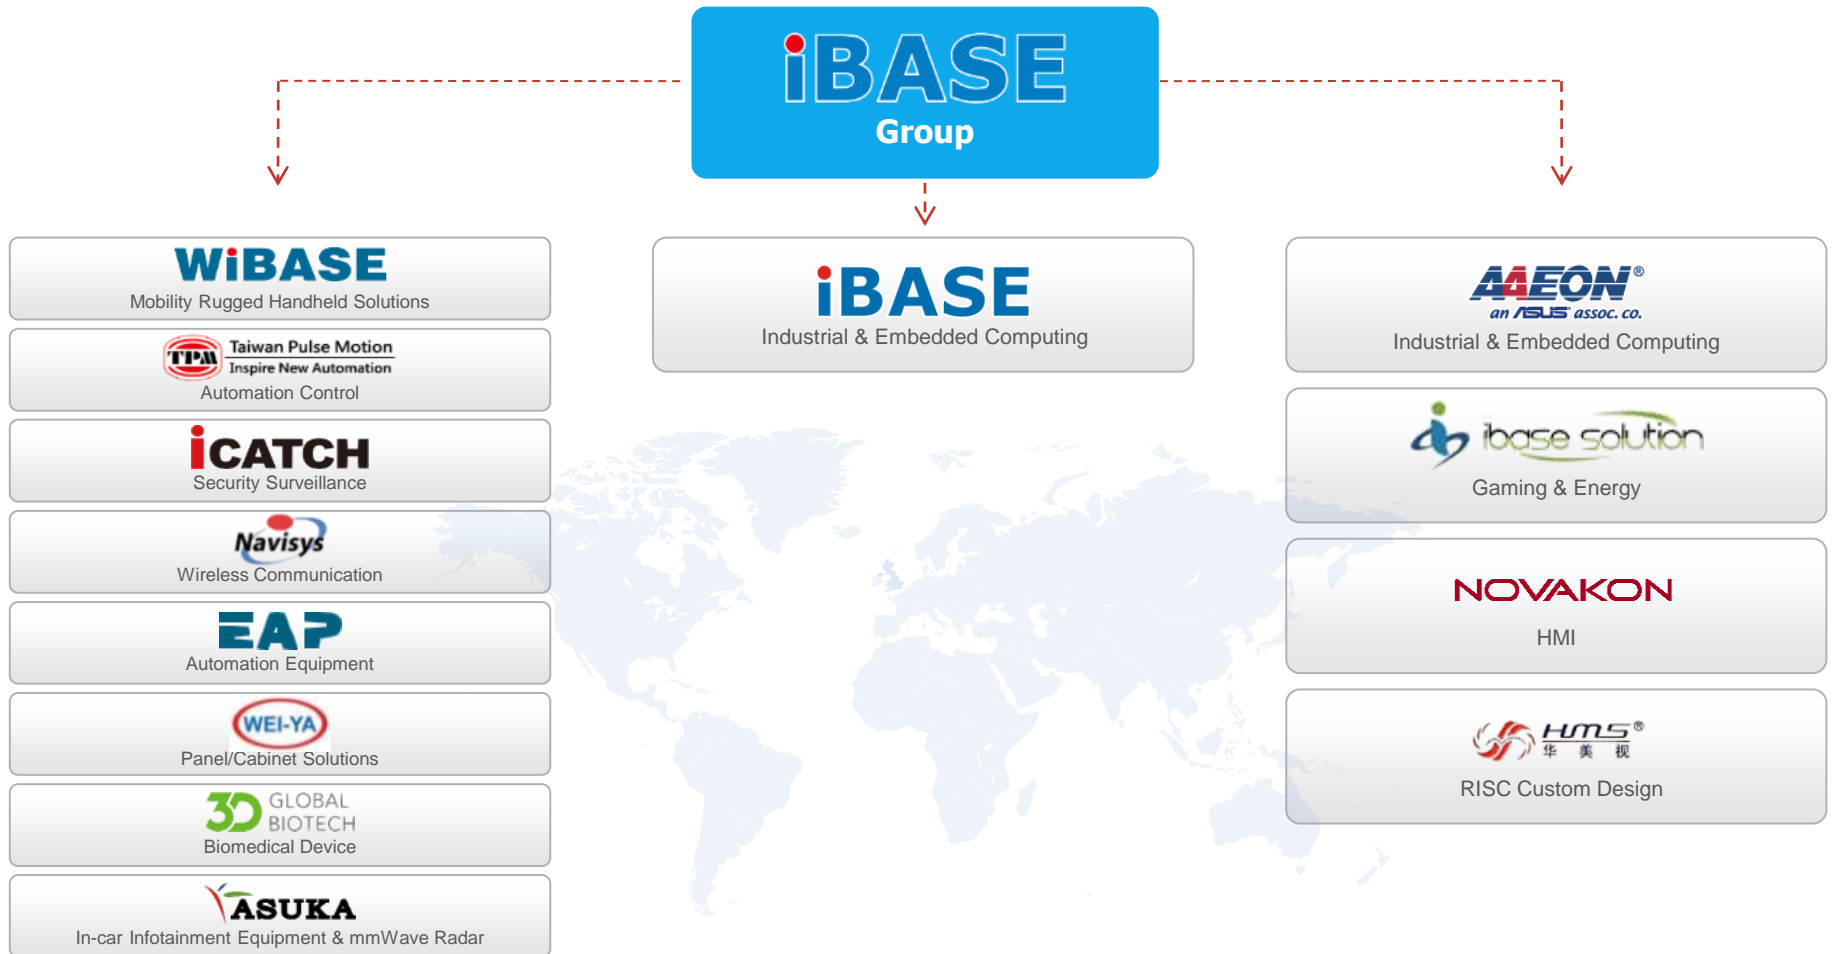 iBASE
Group
WiBASE
Mobility Rugged Handheld Solutions
TPM
Taiwan Pulse Motion
Inspire New Automation
Automation Control
iCATCH
Security Surveillance
Navisys
Wireless Communication
EAP
Automation Equipment
WEI-YA
Panel/Cabinet Solutions
3D GLOBAL
BIOTECH
Biomedical Device
ASUKA
In-car Infotainment Equipment & mmWave Radar
iBASE
Industrial & Embedded Computing
AAEON®
an ASUS assoc. co.
Industrial & Embedded Computing
ibase solution
Gaming & Energy
NOVAKON
HMI
HMS®
华美视
RISC Custom Design